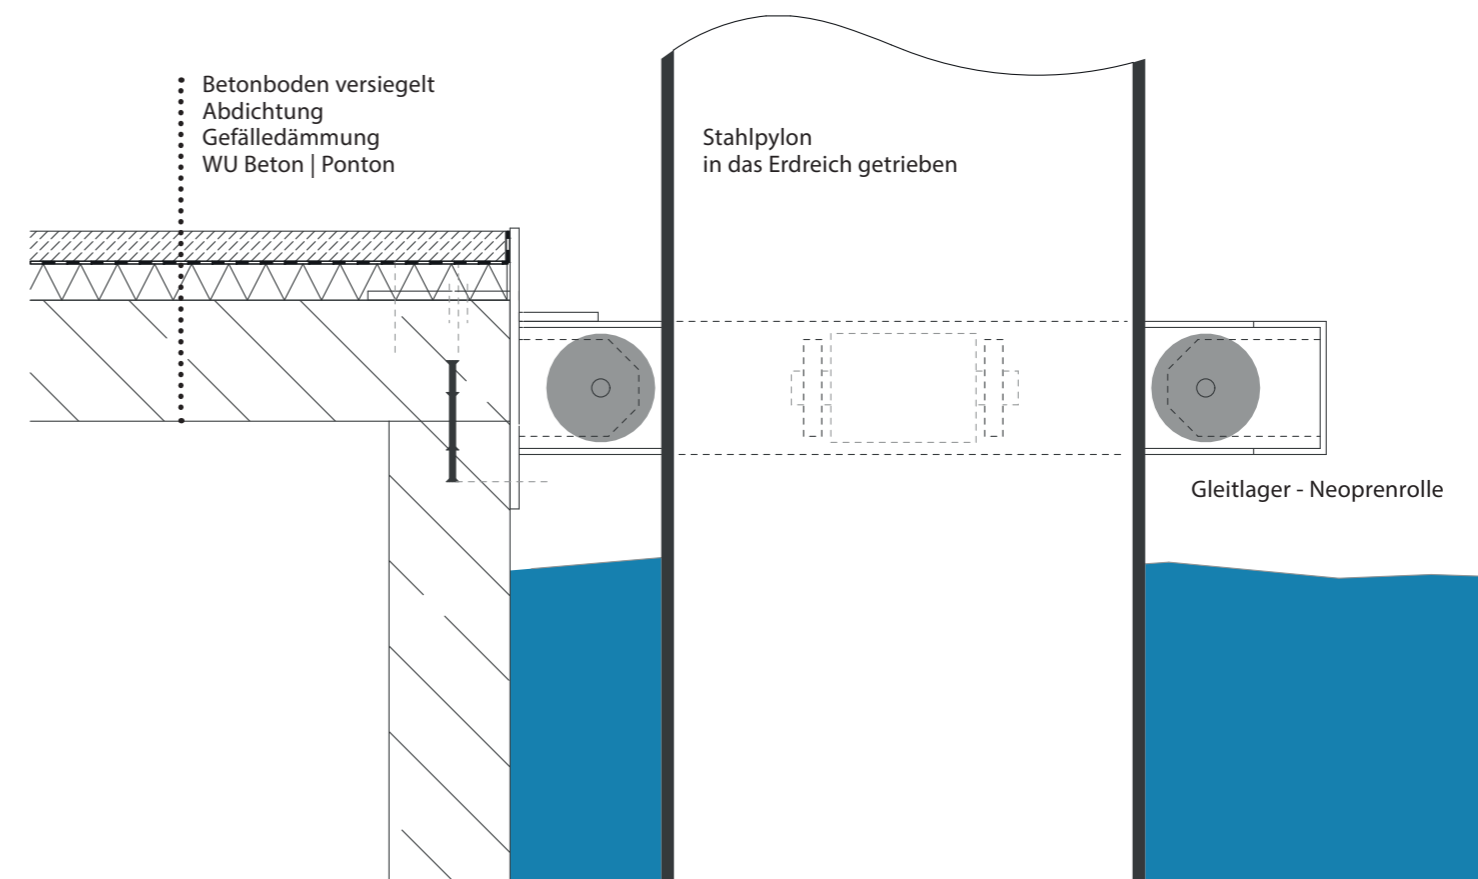 Betonboden versiegelt
Abdichtung
Gefälledämmung
WU Beton | Ponton
Stahlpylon
in das Erdreich getrieben
Gleitlager - Neoprenrolle